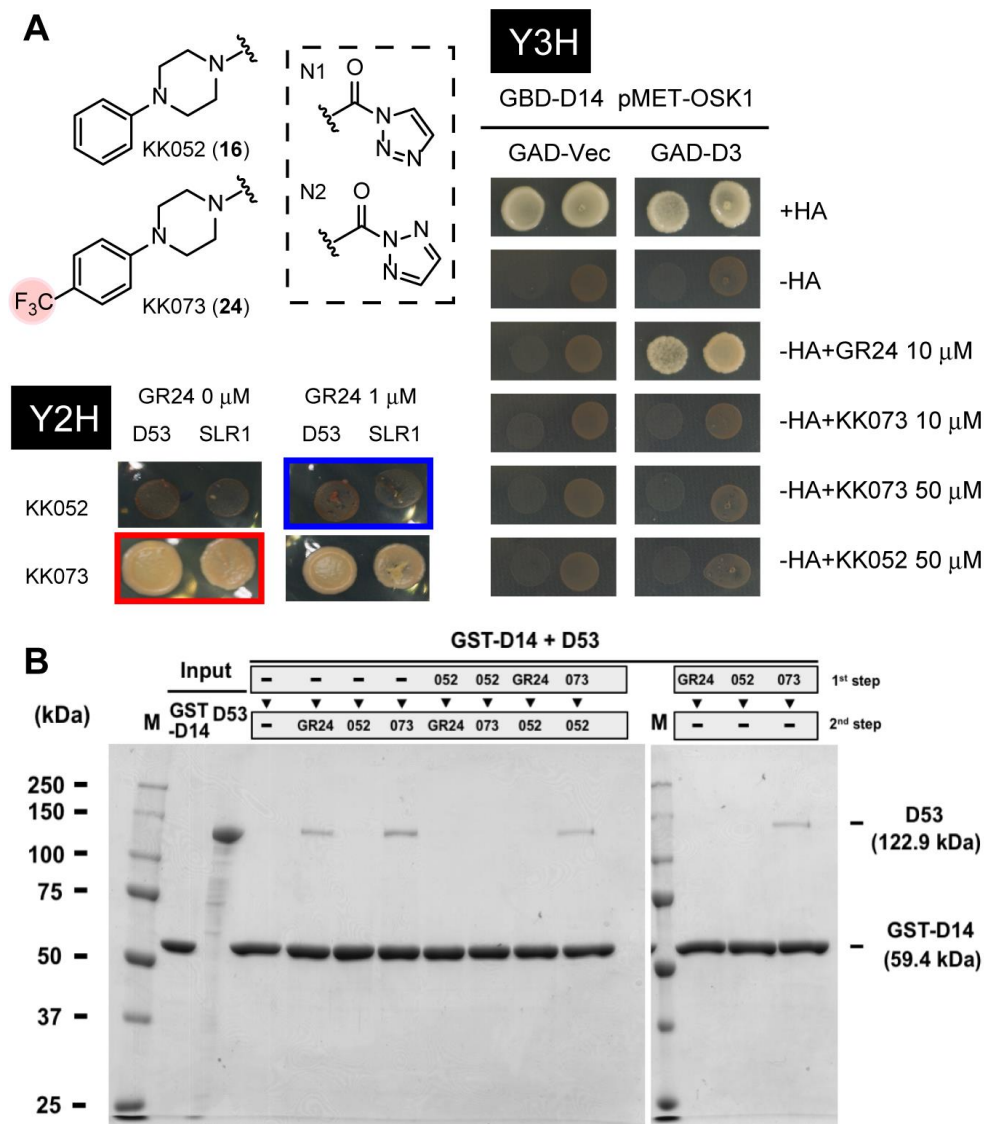 A
N
N
KK052 (16)
N
N
F3C
KK073 (24)
N1
O
N
N
N
N2
O
N
N
N
Y3H
GBD-D14 pMET-OSK1
GAD-Vec GAD-D3
+HA
-HA
-HA+GR24 10 μM
-HA+KK073 10 μM
-HA+KK073 50 μM
-HA+KK052 50 μM
Y2H
GR24 0 μM GR24 1 μM
D53 SLR1 D53 SLR1
KK052
KK073
B
GST-D14 + D53
Input
- - - - 052 052 GR24 073 GR24 052 073 1st step
(kDa) M GST-D14 D53 - GR24 052 073 GR24 073 052 052 M - - - 2nd step
250
150
100
75
50
37
25
D53
(122.9 kDa)
GST-D14
(59.4 kDa)